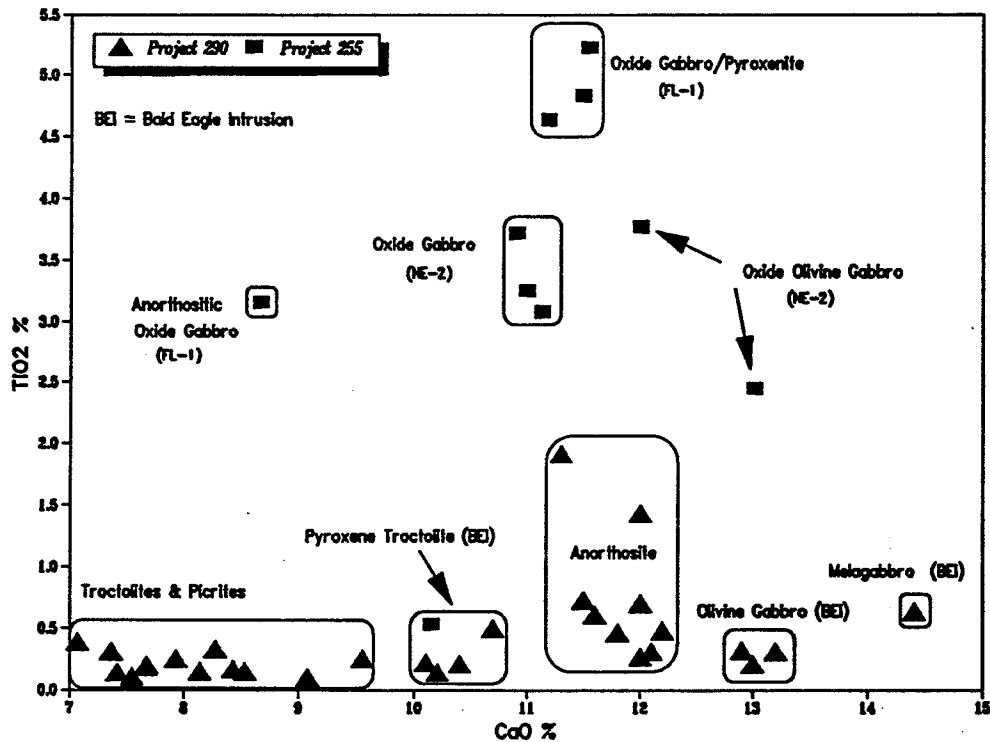 5.5
5.0
4.5
4.0
3.5
3.0
2.5
2.0
1.5
1.0
0.5
0.0
TIO2 %
Project 290 Project 255
BEI = Bald Eagle Intrusion
Oxide Gabbro/Pyroxenite
(FL-1)
Oxide Gabbro
(NE-2)
Oxide Olivine Gabbro
(NE-2)
Anorthositic
Oxide Gabbro
(FL-1)
Pyroxene Troctolite (BEI)
Anorthosite
Melagabbro (BEI)
Troctolites & Picrites
Olivine Gabbro (BEI)
7 8 9 10 11 12 13 14 15
CaO %